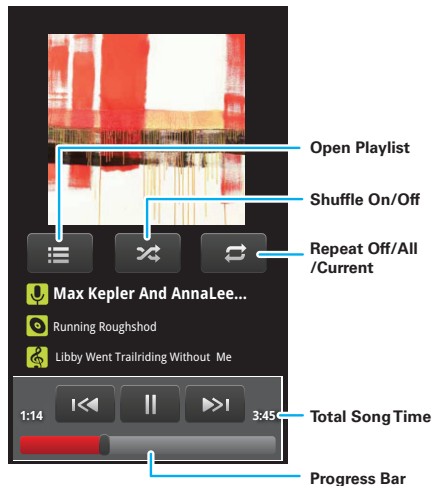 Open Playlist
Shuffle On/Off
Repeat Off/All
/Current
Max Kepler And AnnaLee...
Running Roughshod
Libby Went Trailriding Without Me
1:14
3:45
Total Song Time
Progress Bar